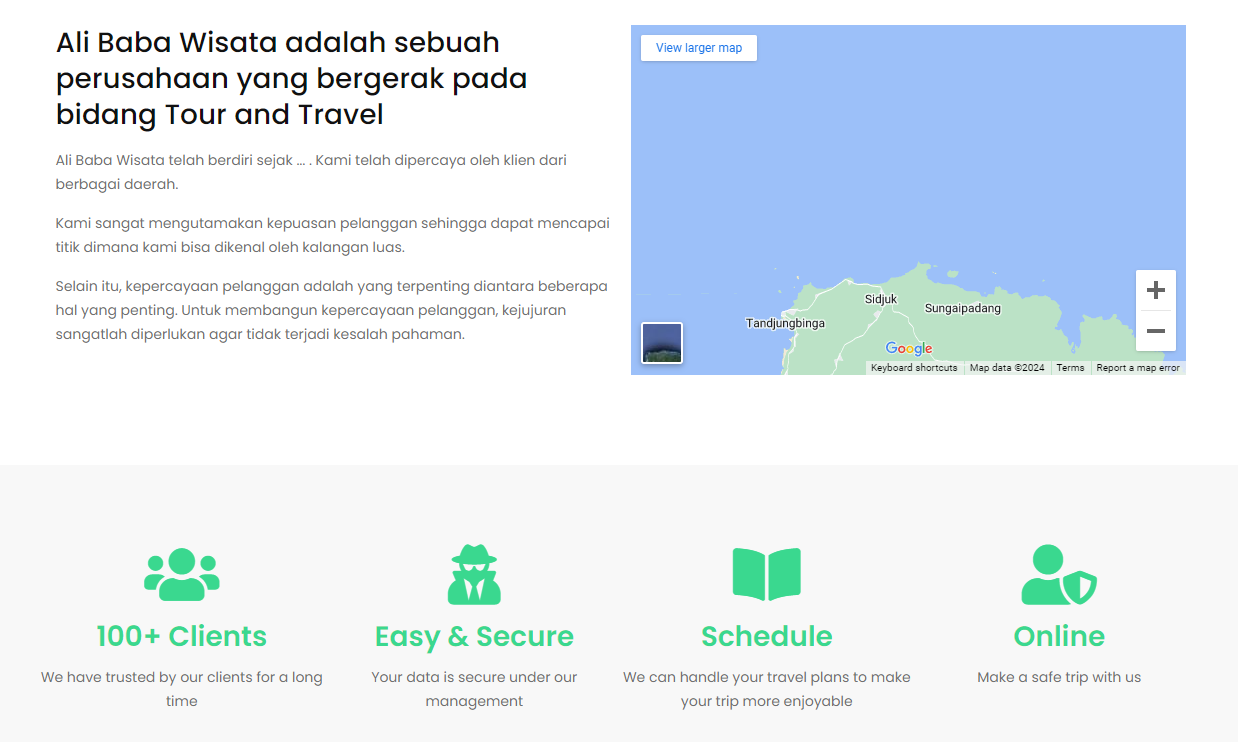 Ali Baba Wisata adalah sebuah
perusahaan yang bergerak pada
bidang Tour and Travel
Ali Baba Wisata telah berdiri sejak ... . Kami telah dipercaya oleh klien dari
berbagai daerah.
Kami sangat mengutamakan kepuasan pelanggan sehingga dapat mencapai
titik dimana kami bisa dikenal oleh kalangan luas.
Selain itu, kepercayaan pelanggan adalah yang terpenting diantara beberapa
hal yang penting. Untuk membangun kepercayaan pelanggan, kejujuran
sangatlah diperlukan agar tidak terjadi kesalah pahaman.
View larger map
Sidjuk
Sungaipadang
Tandjungbinga
Google
Keyboard shortcuts
Map data ©2024
Terms
Report a map error
100+ Clients
We have trusted by our clients for a long
time
Easy & Secure
Your data is secure under our
management
Schedule
We can handle your travel plans to make
your trip more enjoyable
Online
Make a safe trip with us